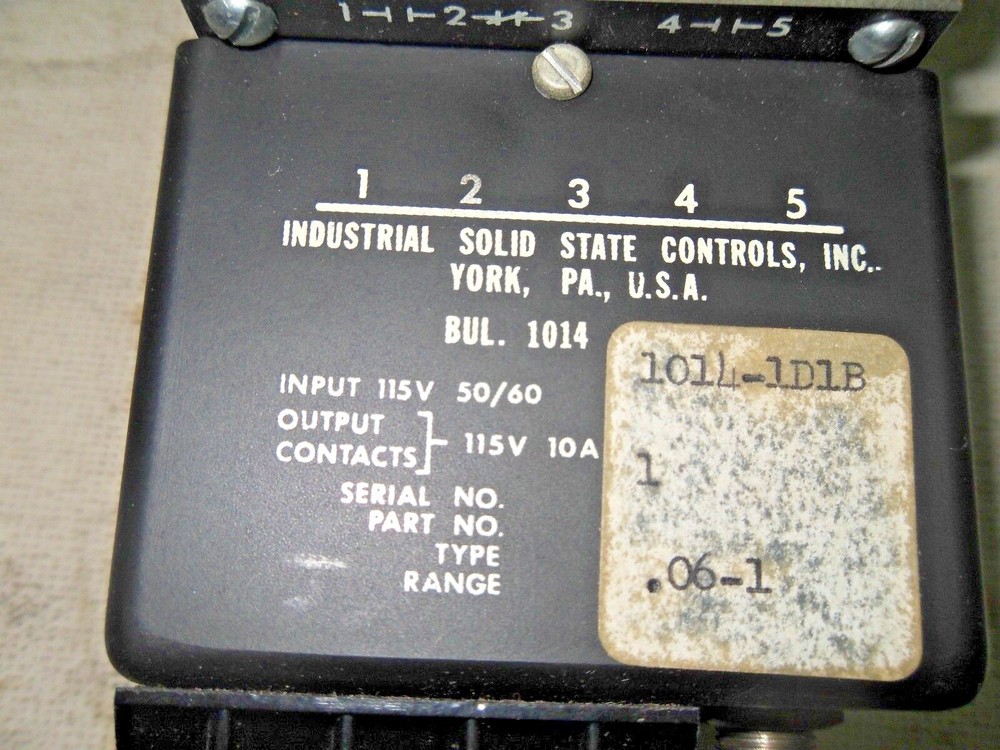 1⊣⊢2⊣∤⊢3 4⊣⊢5
1 2 3 4 5
INDUSTRIAL SOLID STATE CONTROLS, INC.
YORK, PA., U.S.A.
BUL. 1014
1014-1D1B
INPUT 115V 50/60
OUTPUT
CONTACTS } 115V 10A
1
SERIAL NO.
PART NO.
TYPE
RANGE
.06-1